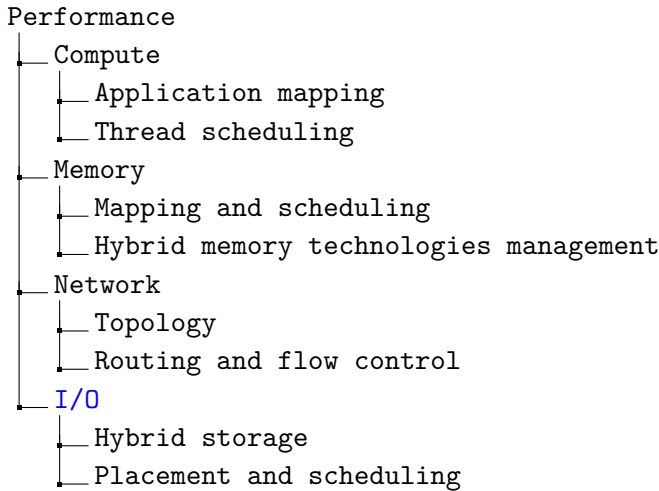 Performance
Compute
Application mapping
Thread scheduling
Memory
Mapping and scheduling
Hybrid memory technologies management
Network
Topology
Routing and flow control
I/O
Hybrid storage
Placement and scheduling